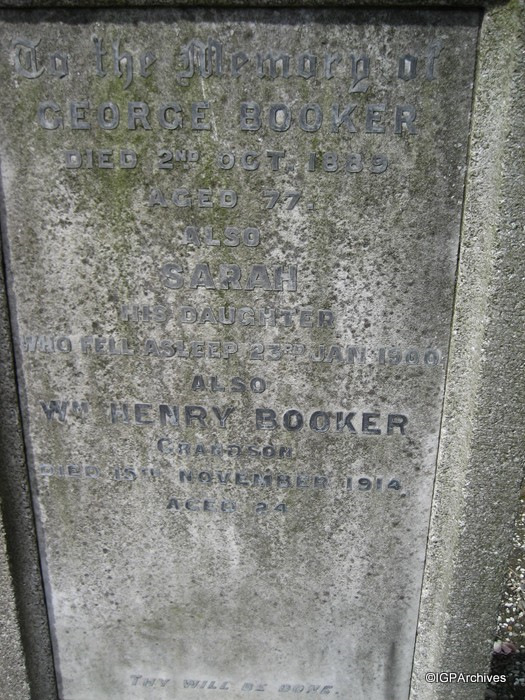 To the Memory of
GEORGE BOOKER
DIED 2ND OCT. 1889
AGED 77.
ALSO
SARAH
HIS DAUGHTER
WHO FELL ASLEEP 23RD JAN. 1900.
ALSO
WM HENRY BOOKER
GRANDSON
DIED 15TH NOVEMBER 1914,
AGED 24
THY WILL BE DONE.
©IGPArchives